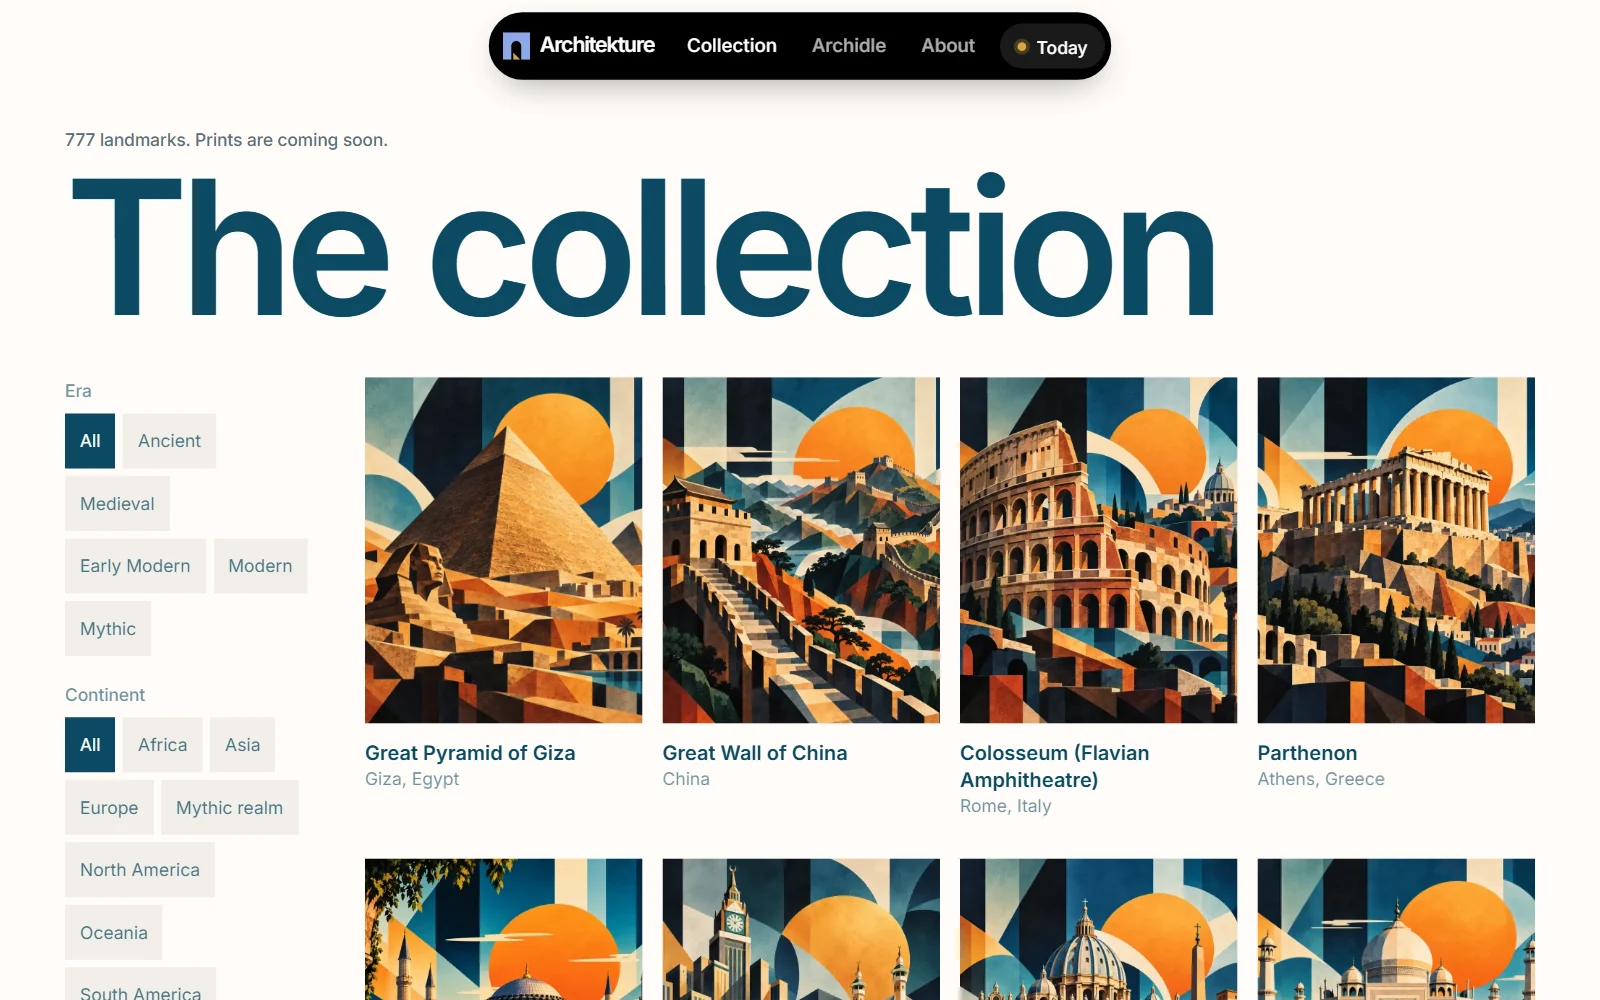 Architekture
Collection
Archidle
About
Today
777 landmarks. Prints are coming soon.
The collection
Era
All
Ancient
Medieval
Early Modern
Modern
Mythic
Continent
All
Africa
Asia
Europe
Mythic realm
North America
Oceania
South America
Great Pyramid of Giza
Giza, Egypt
Great Wall of China
China
Colosseum (Flavian
Amphitheatre)
Rome, Italy
Parthenon
Athens, Greece